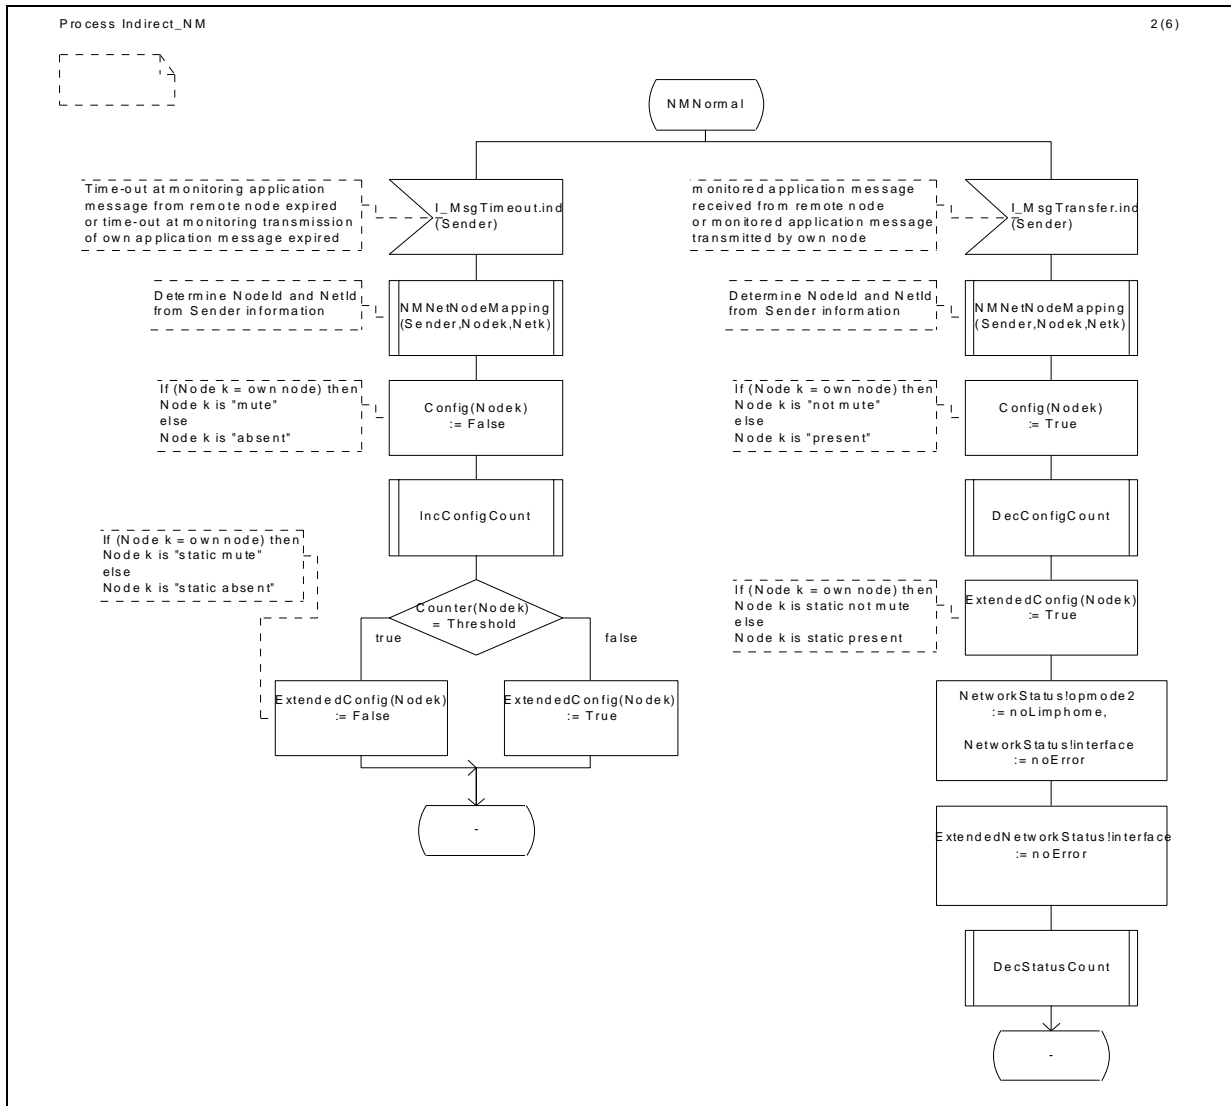 Process Indirect_NM
2(6)
NMNormal
Time-out at monitoring application
message from remote node expired
or time-out at monitoring transmission
of own application message expired
I_MsgTimeout.ind
(Sender)
Determine NodeId and NetId
from Sender information
NMNetNodeMapping
(Sender,Nodek,Netk)
If (Node k = own node) then
Node k is "mute"
else
Node k is "absent"
Config(Nodek)
:= False
IncConfigCount
If (Node k = own node) then
Node k is "static mute"
else
Node k is "static absent"
Counter(Nodek)
= Threshold
true
false
ExtendedConfig(Nodek)
:= False
ExtendedConfig(Nodek)
:= True
-
monitored application message
received from remote node
or monitored application message
transmitted by own node
I_MsgTransfer.ind
(Sender)
Determine NodeId and NetId
from Sender information
NMNetNodeMapping
(Sender,Nodek,Netk)
If (Node k = own node) then
Node k is "not mute"
else
Node k is "present"
Config(Nodek)
:= True
DecConfigCount
If (Node k = own node) then
Node k is static not mute
else
Node k is static present
ExtendedConfig(Nodek)
:= True
NetworkStatus!opmode2
:= noLimphome,
NetworkStatus!interface
:= noError
ExtendedNetworkStatus!interface
:= noError
DecStatusCount
-